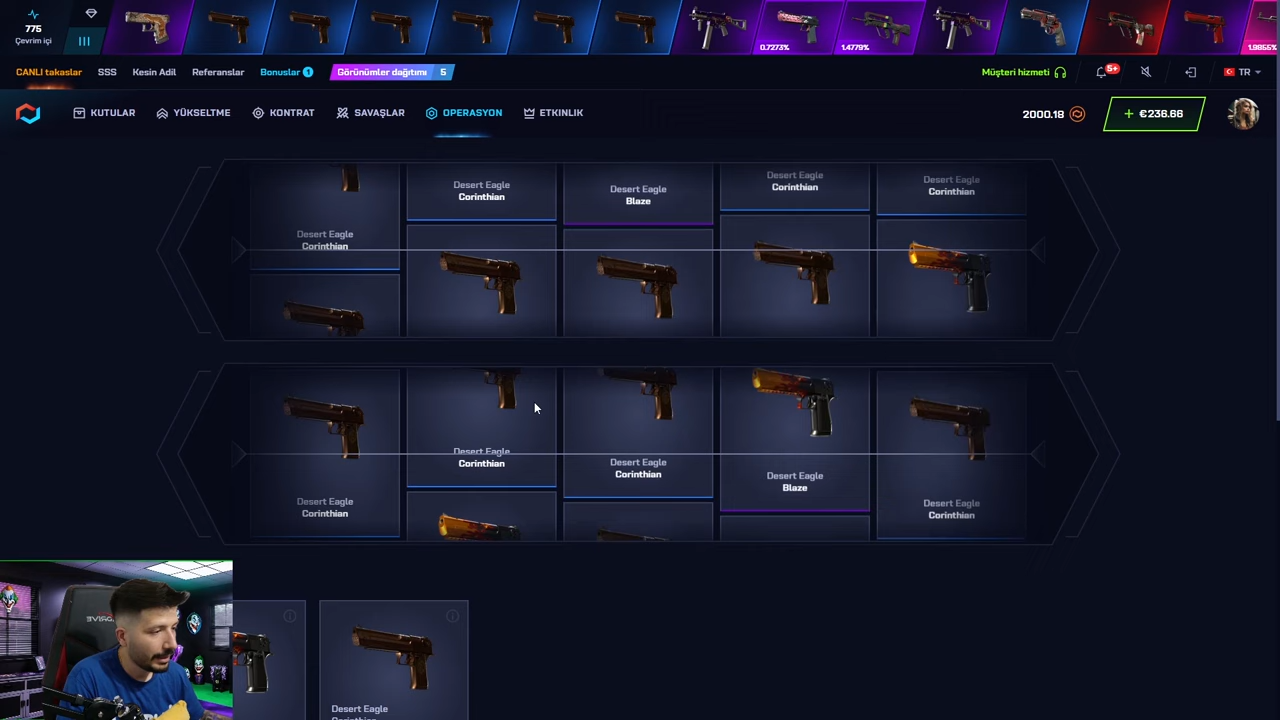 775
Çevrim içi
0.7273%
1.4779%
1.9855%
CANLI takaslar
SSS
Kesin Adil
Referanslar
Bonuslar 1
Görünümler dağıtımı 5
Müşteri hizmeti
5+
TR
KUTULAR
YÜKSELTME
KONTRAT
SAVAŞLAR
OPERASYON
ETKINLIK
2000.18
+ €236.66
Desert Eagle
Corinthian
Desert Eagle
Corinthian
Desert Eagle
Blaze
Desert Eagle
Corinthian
Desert Eagle
Corinthian
Desert Eagle
Corinthian
Desert Eagle
Corinthian
Desert Eagle
Corinthian
Desert Eagle
Blaze
Desert Eagle
Corinthian
Desert Eagle
Corinthian